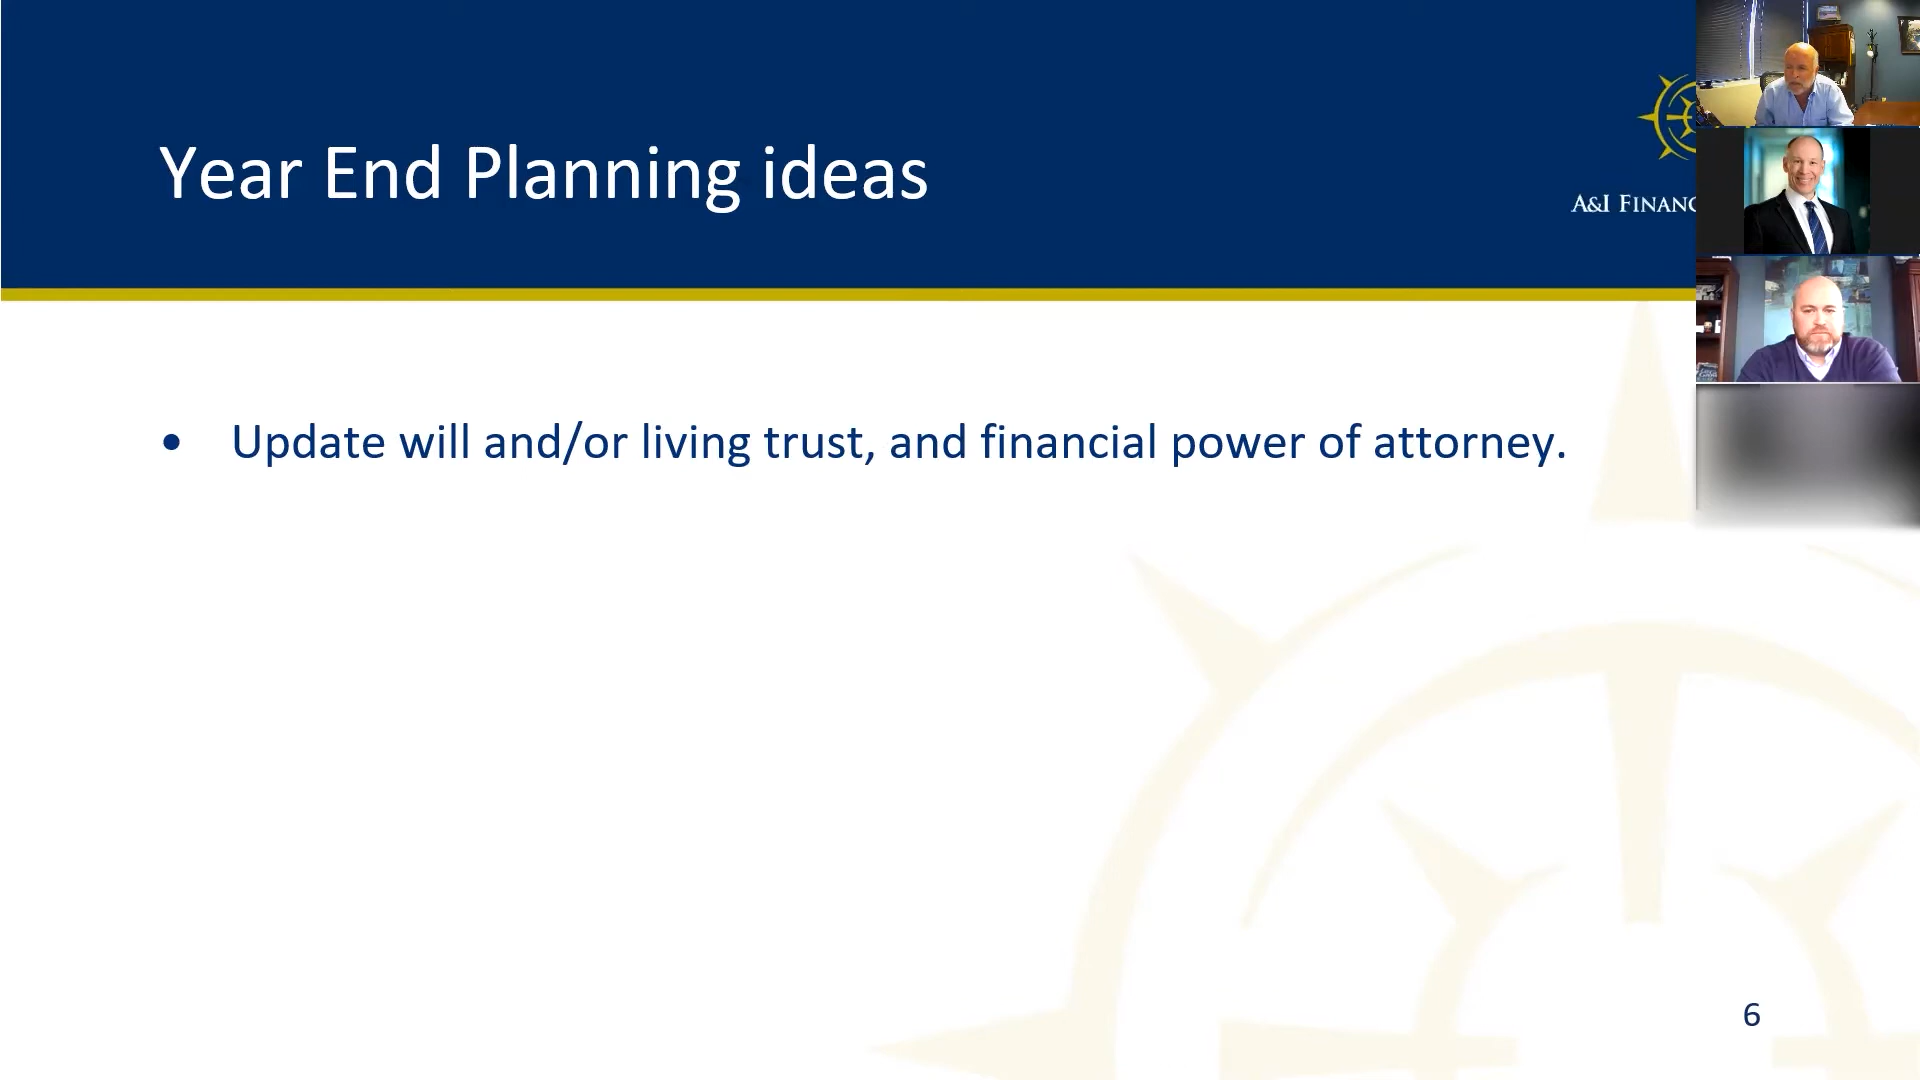 Year End Planning ideas
A&I FINANC
• Update will and/or living trust, and financial power of attorney.
6